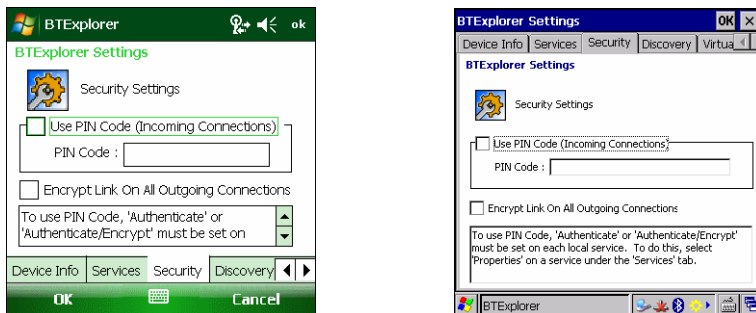 BTExplorer ok
BTExplorer Settings
Security Settings
Use PIN Code (Incoming Connections)
PIN Code :
Encrypt Link On All Outgoing Connections
To use PIN Code, 'Authenticate' or
'Authenticate/Encrypt' must be set on
Device Info Services Security Discovery
OK Cancel
BTExplorer Settings OK
Device Info Services Security Discovery Virtua
BTExplorer Settings
Security Settings
Use PIN Code (Incoming Connections)
PIN Code :
Encrypt Link On All Outgoing Connections
To use PIN Code, 'Authenticate' or 'Authenticate/Encrypt'
must be set on each local service. To do this, select
'Properties' on a service under the 'Services' tab.
BTExplorer